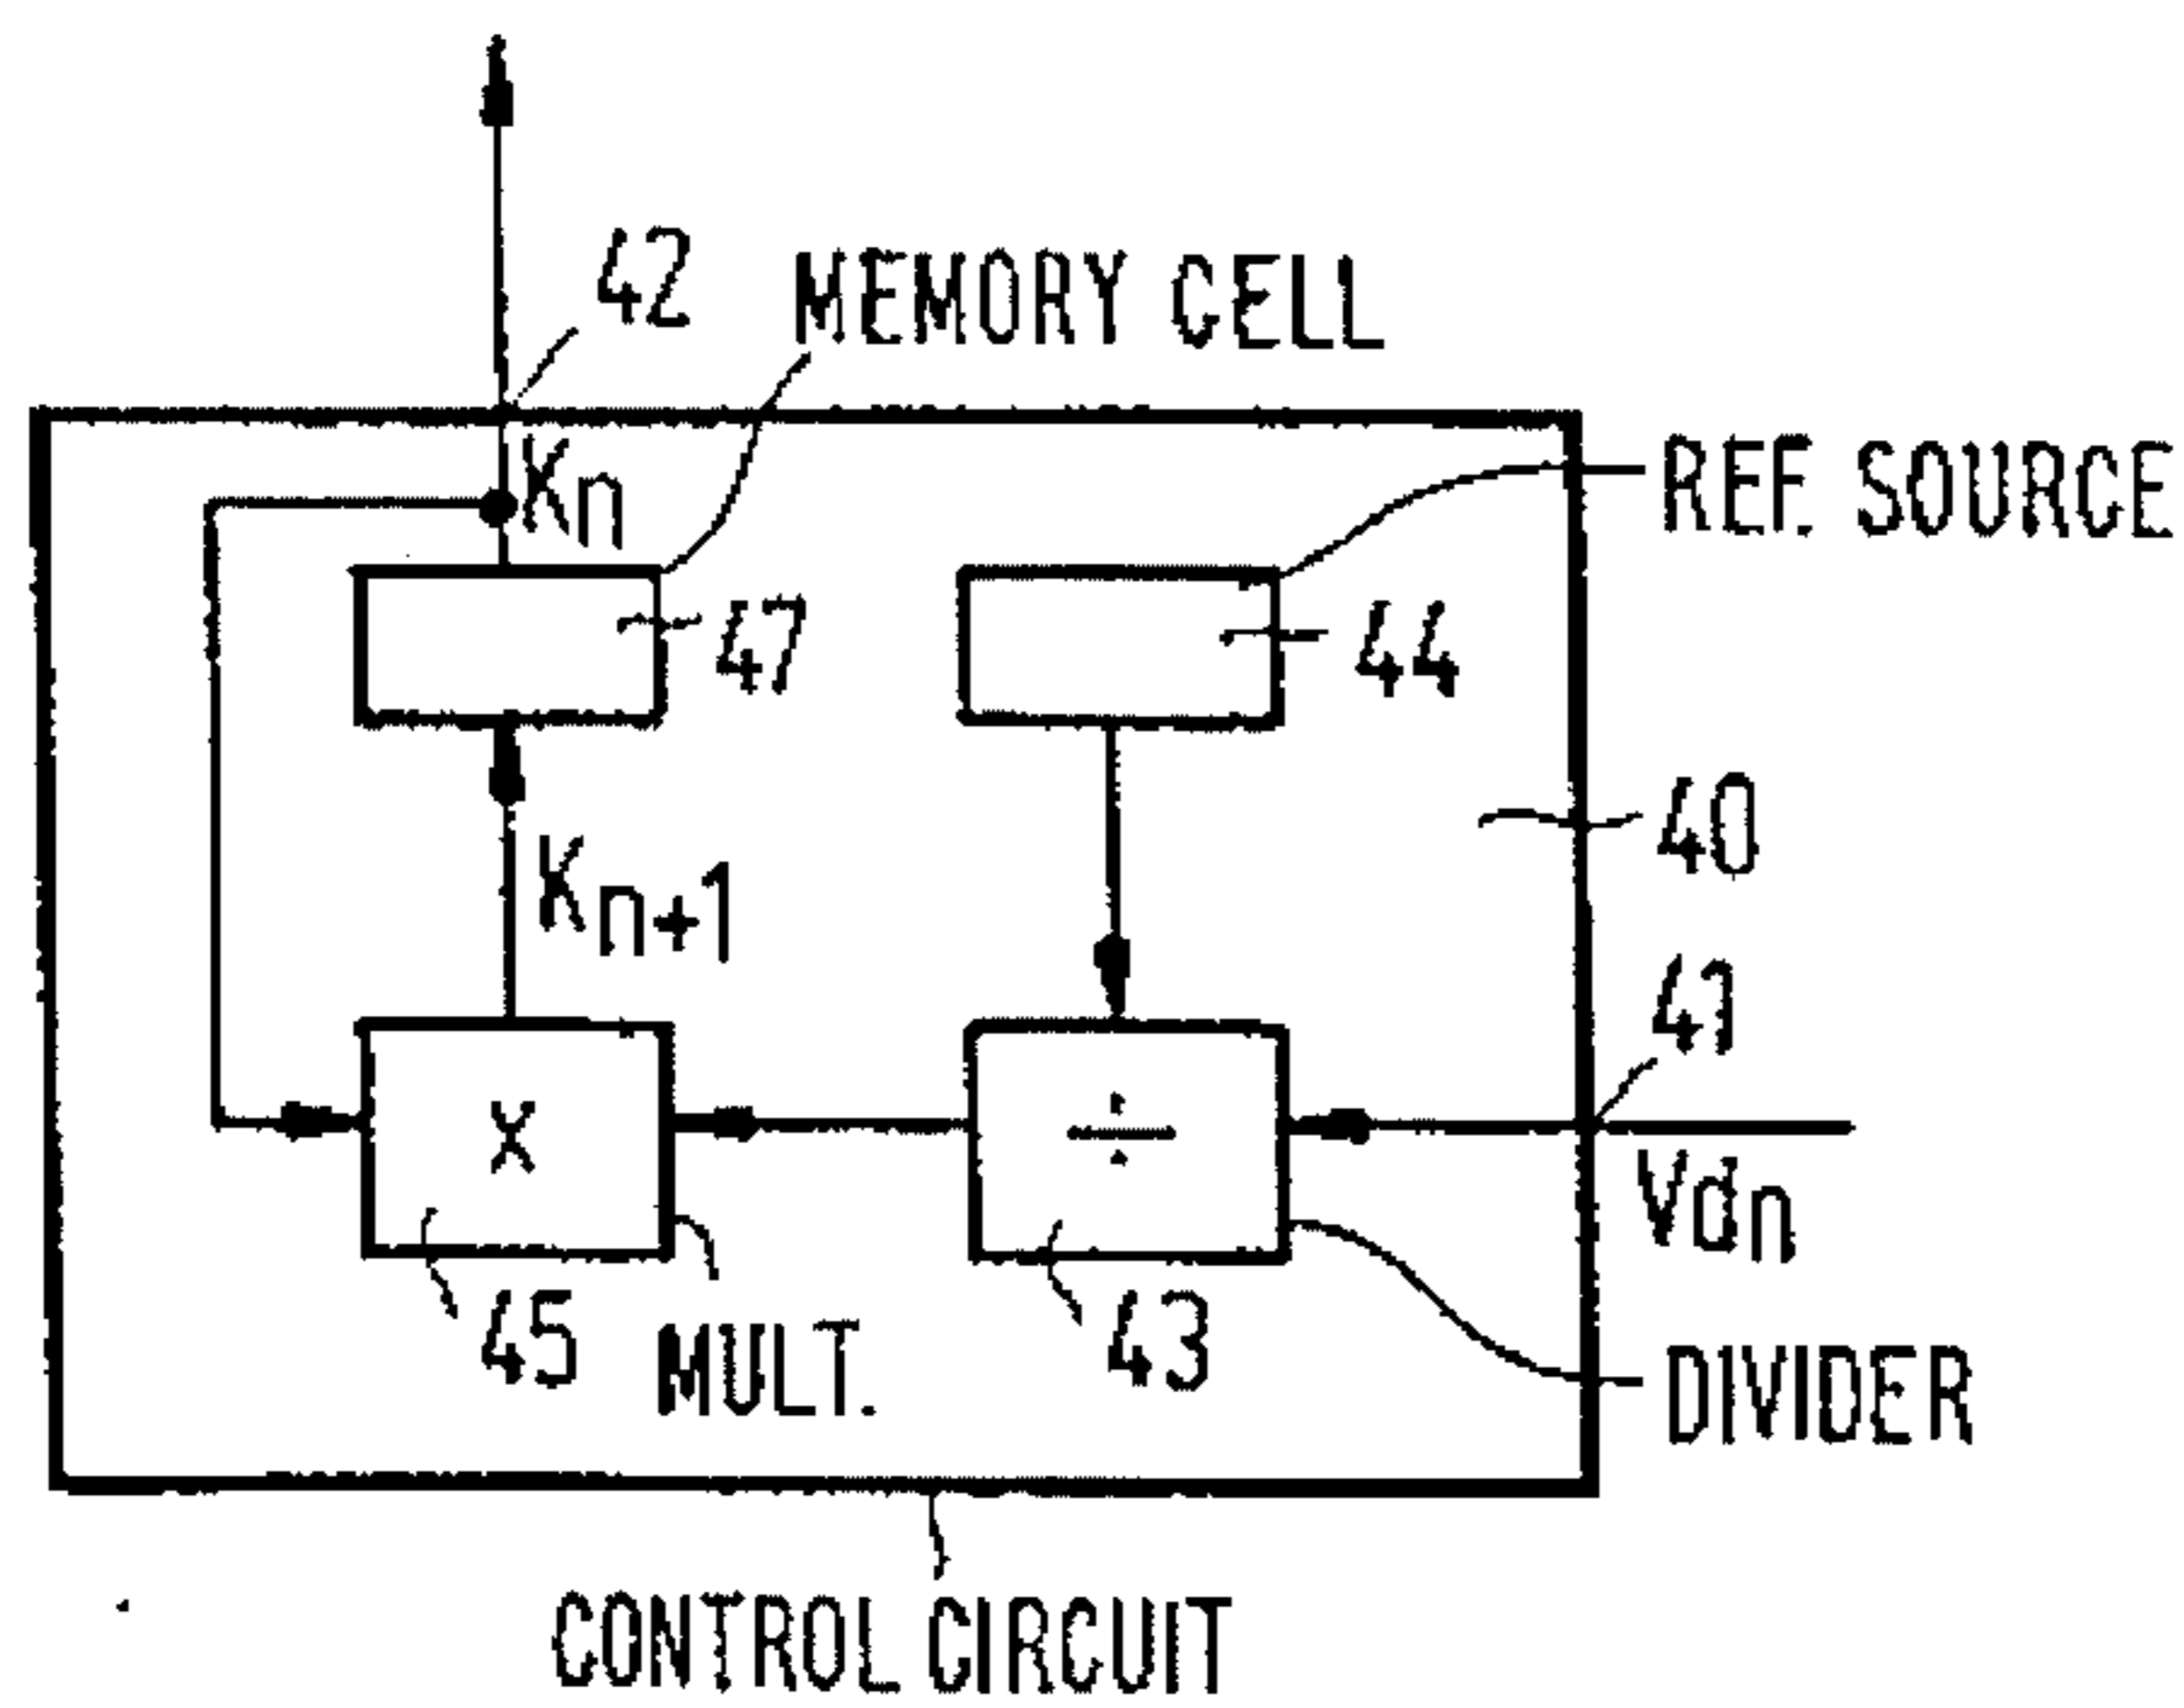 42
MEMORY CELL
Kn
REF. SOURCE
47
44
40
Kn+1
41
x
÷
Vdn
45
MULT.
43
DIVIDER
CONTROL CIRCUIT